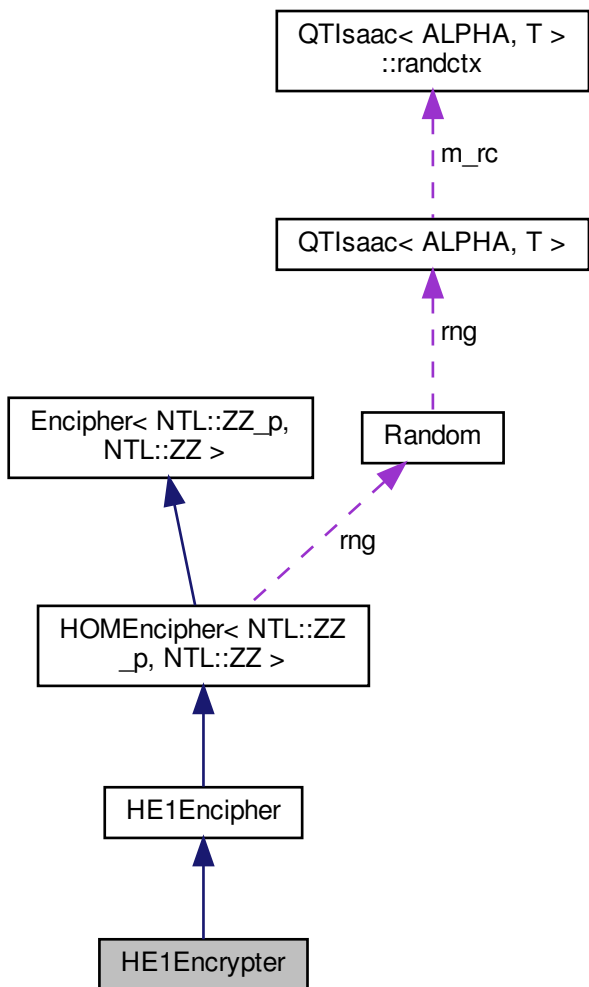 QTIsaac< ALPHA, T >
::randctx
m_rc
QTIsaac< ALPHA, T >
rng
Encipher< NTL::ZZ_p,
NTL::ZZ >
Random
rng
HOMEncipher< NTL::ZZ
_p, NTL::ZZ >
HE1Encipher
HE1Encrypter